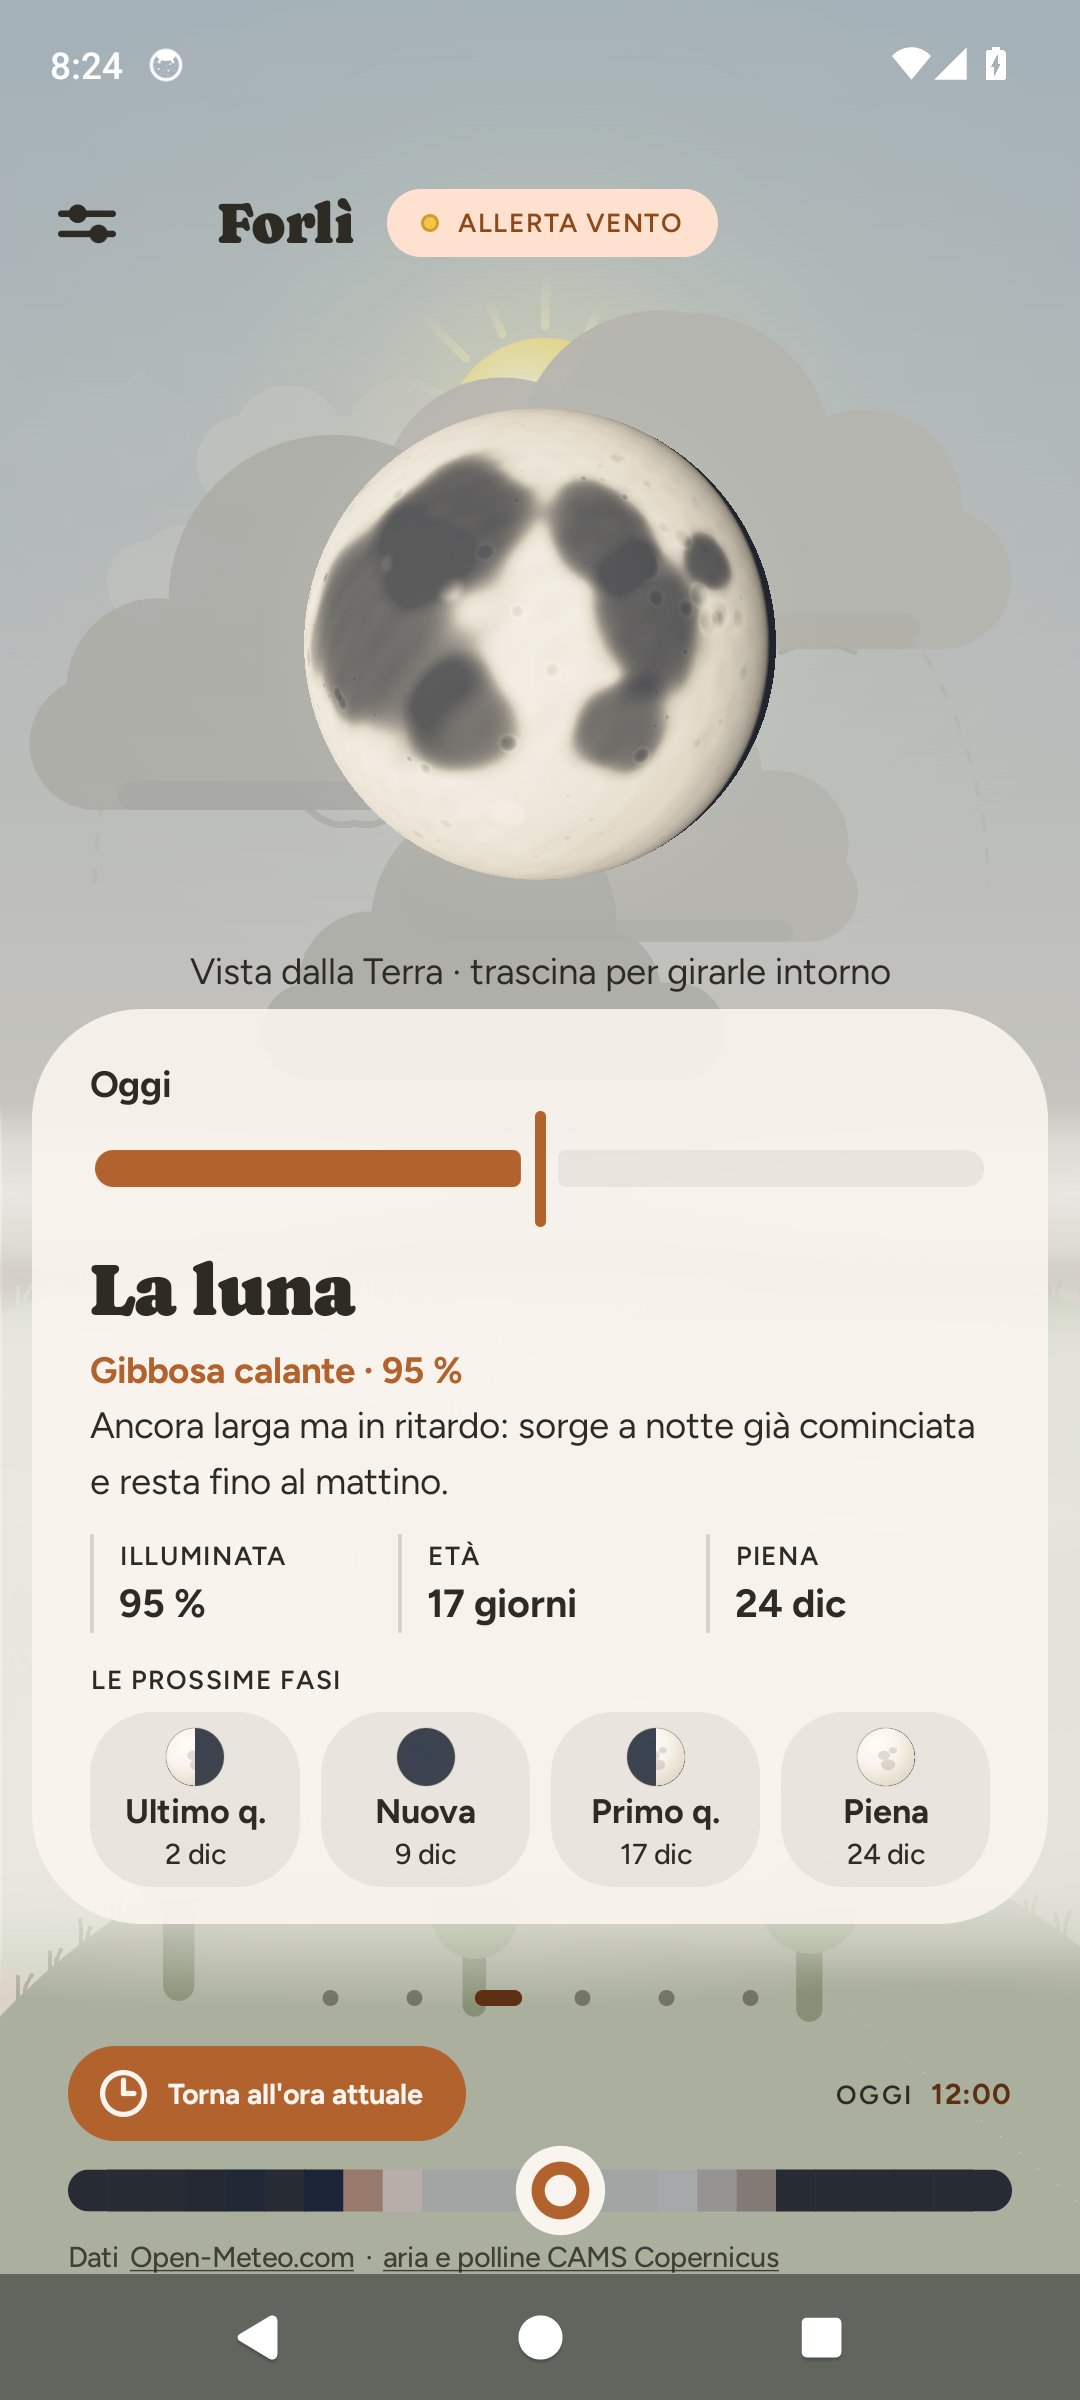 8:24
Forlì
ALLERTA VENTO
Vista dalla Terra · trascina per girarle intorno
Oggi
La luna
Gibbosa calante · 95 %
Ancora larga ma in ritardo: sorge a notte già cominciata
e resta fino al mattino.
ILLUMINATA
95 %
ETÀ
17 giorni
PIENA
24 dic
LE PROSSIME FASI
Ultimo q.
2 dic
Nuova
9 dic
Primo q.
17 dic
Piena
24 dic
Torna all'ora attuale
OGGI 12:00
Dati Open-Meteo.com · aria e polline CAMS Copernicus